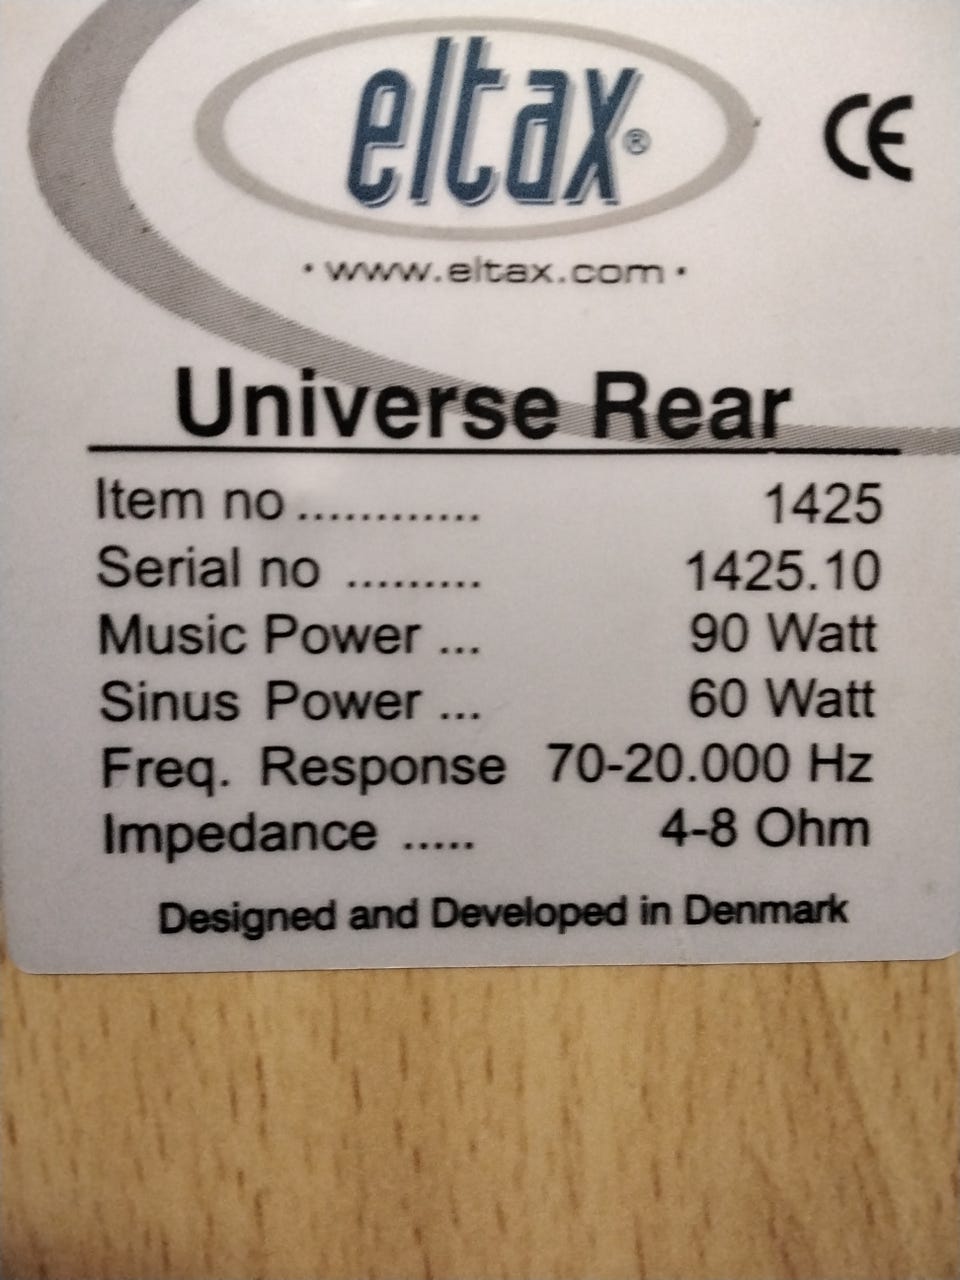 eltax®
CE
· www.eltax.com ·
Universe Rear
Item no ............ 1425
Serial no ......... 1425.10
Music Power ... 90 Watt
Sinus Power ... 60 Watt
Freq. Response 70-20.000 Hz
Impedance ..... 4-8 Ohm
Designed and Developed in Denmark